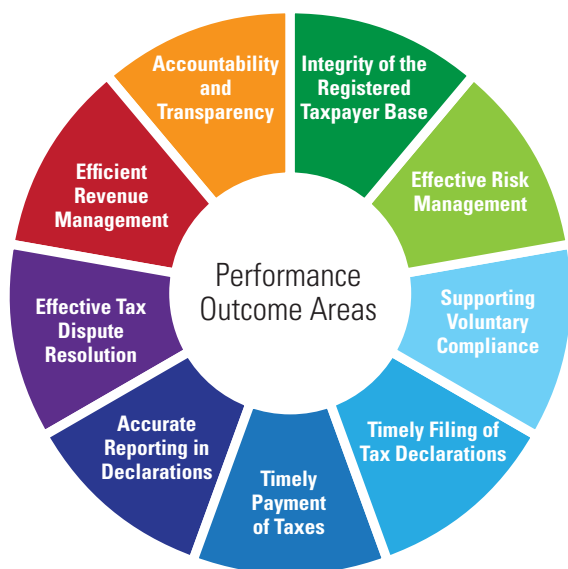 Performance
Outcome Areas
Integrity of the
Registered
Taxpayer Base
Effective Risk
Management
Supporting
Voluntary
Compliance
Timely Filing of
Tax Declarations
Timely
Payment
of Taxes
Accurate
Reporting in
Declarations
Effective Tax
Dispute
Resolution
Efficient
Revenue
Management
Accountability
and
Transparency